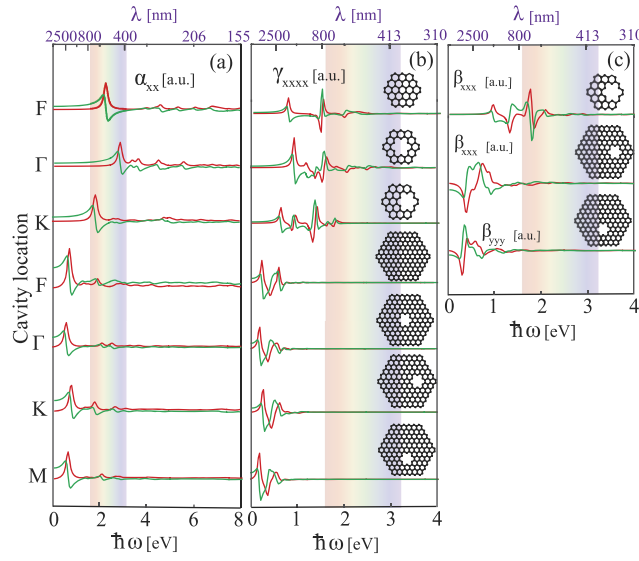 λ [nm] λ [nm] λ [nm]
2500 800 400 206 155
2500 800 413 310
2500 800 413 310
(a) (b) (c)
α_xx [a.u.]
γ_xxxx [a.u.]
β_xxx [a.u.]
β_xxx [a.u.]
β_yyy [a.u.]
Cavity location
F
Γ
K
F
Γ
K
M
0 2 4 6 8
0 1 2 3 4
0 1 2 3 4
ħω [eV] ħω [eV] ħω [eV]